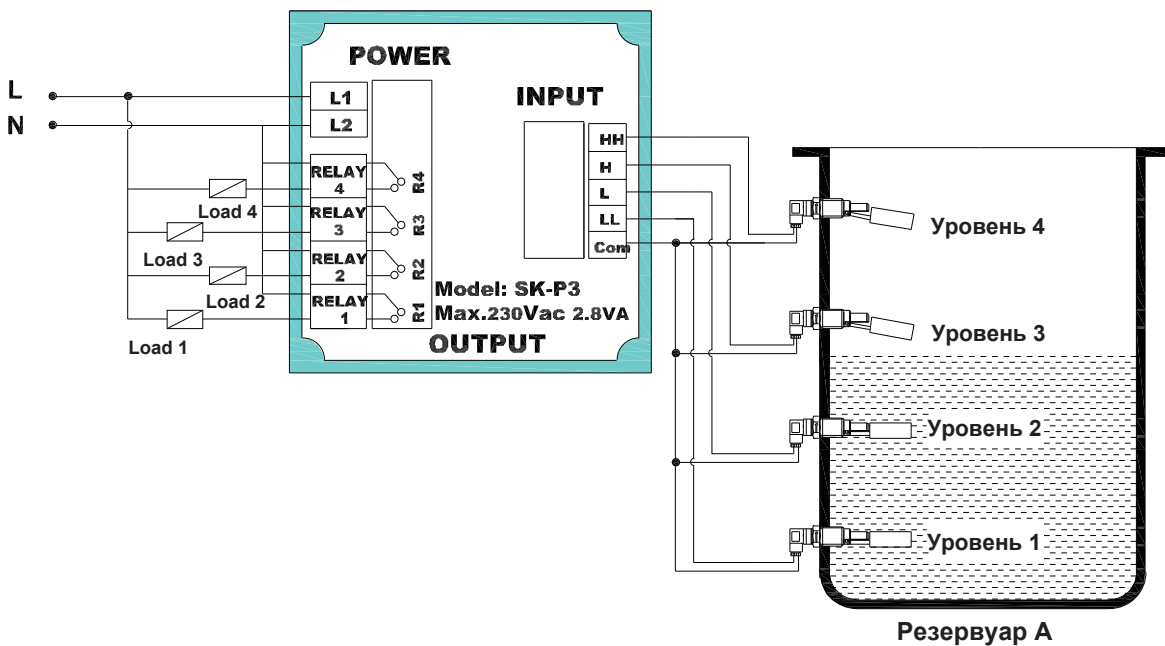 POWER
L
N
L1
L2
INPUT
HH
H
L
LL
Com
RELAY
4
R4
Load 4
RELAY
3
R3
Load 3
RELAY
2
R2
Load 2
RELAY
1
R1
Load 1
Model: SK-P3
Max.230Vac 2.8VA
OUTPUT
Уровень 4
Уровень 3
Уровень 2
Уровень 1
Резервуар А